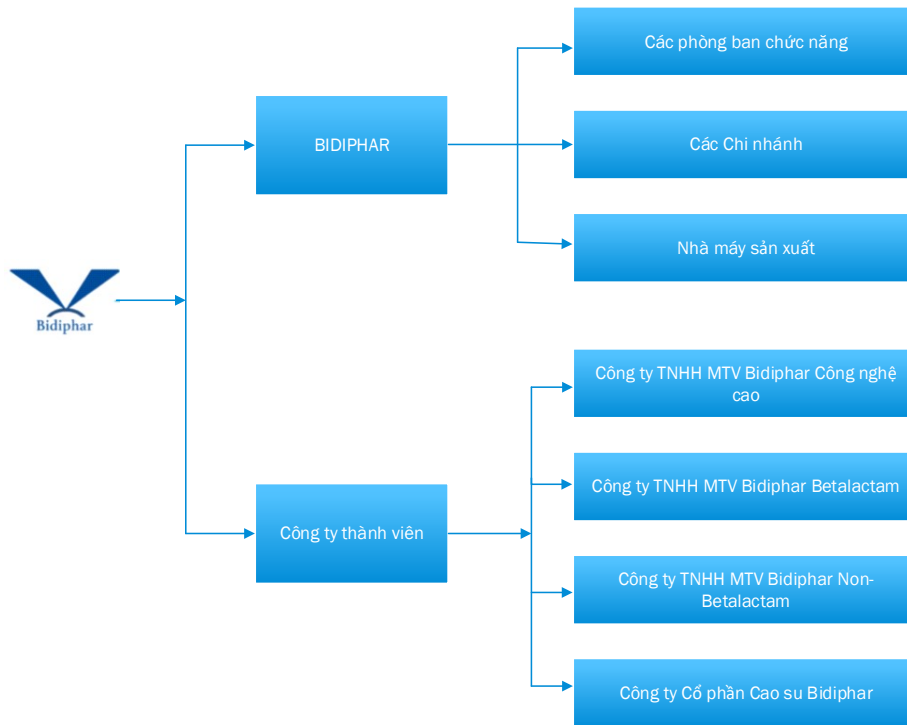 Bidiphar
BIDIPHAR
Các phòng ban chức năng
Các Chi nhánh
Nhà máy sản xuất
Công ty thành viên
Công ty TNHH MTV Bidiphar Công nghệ
cao
Công ty TNHH MTV Bidiphar Betalactam
Công ty TNHH MTV Bidiphar Non-
Betalactam
Công ty Cổ phần Cao su Bidiphar